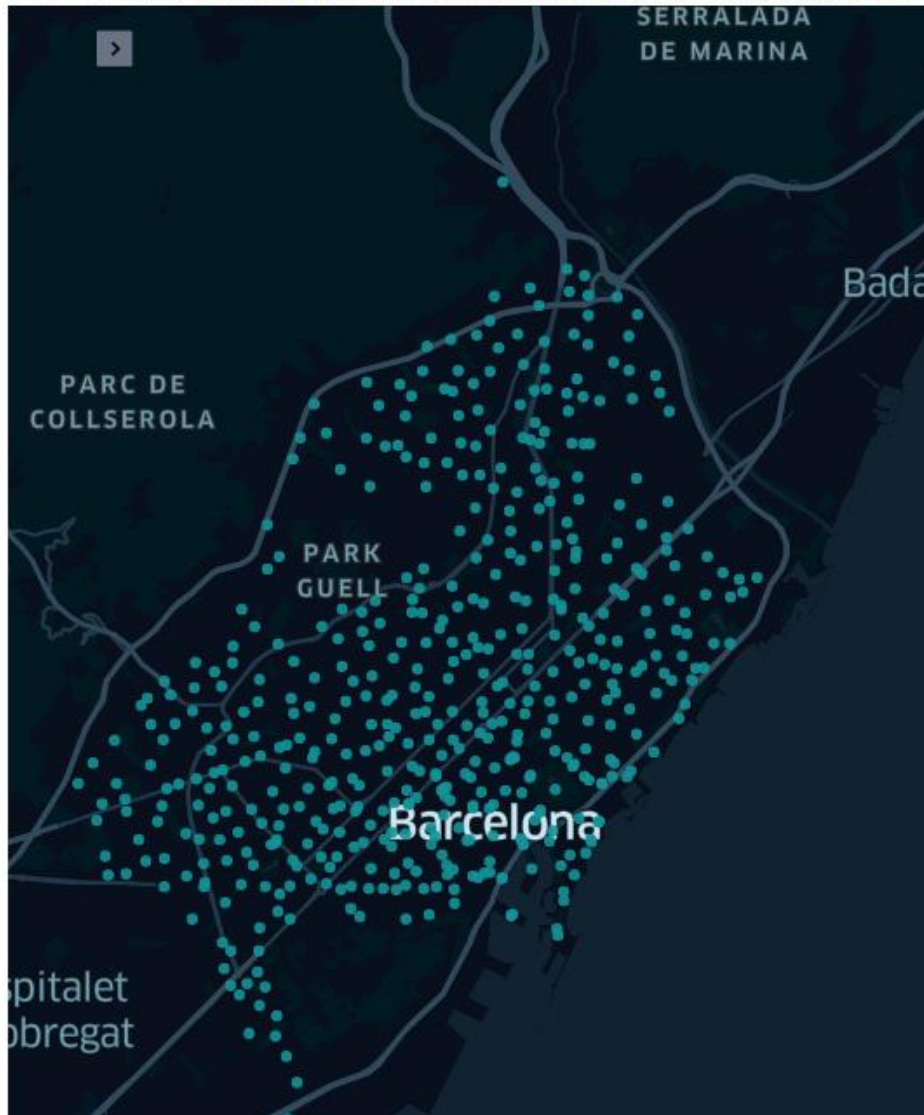 SERRALADA
DE MARINA
Bada
PARC DE
COLLSEROLA
PARK
GUELL
Barcelona
spitalet
obregat